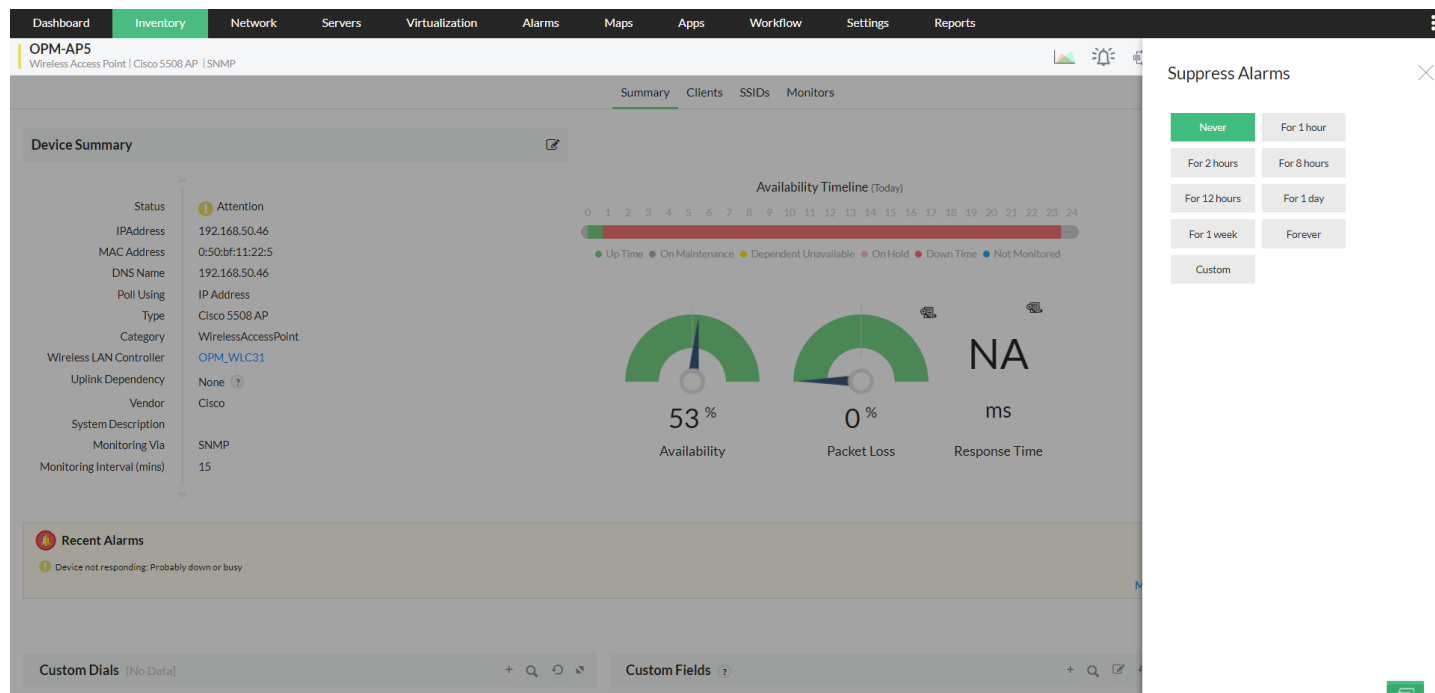 Dashboard Inventory Network Servers Virtualization Alarms Maps Apps Workflow Settings Reports
OPM-AP5
Wireless Access Point | Cisco 5508 AP | SNMP
Summary Clients SSIDs Monitors
Device Summary
Status Attention
IPAddress 192.168.50.46
MAC Address 0:50:bf:11:22:5
DNS Name 192.168.50.46
Poll Using IP Address
Type Cisco 5508 AP
Category WirelessAccessPoint
Wireless LAN Controller OPM_WLC31
Uplink Dependency None ?
Vendor Cisco
System Description
Monitoring Via SNMP
Monitoring Interval (mins) 15
Availability Timeline (Today)
0 1 2 3 4 5 6 7 8 9 10 11 12 13 14 15 16 17 18 19 20 21 22 23 24
Up Time On Maintenance Dependent Unavailable On Hold Down Time Not Monitored
53 % 0 % NA
ms
Availability Packet Loss Response Time
Recent Alarms
Device not responding: Probably down or busy
M
Custom Dials [No Data]
Custom Fields ?
Suppress Alarms
Never For 1 hour
For 2 hours For 8 hours
For 12 hours For 1 day
For 1 week Forever
Custom